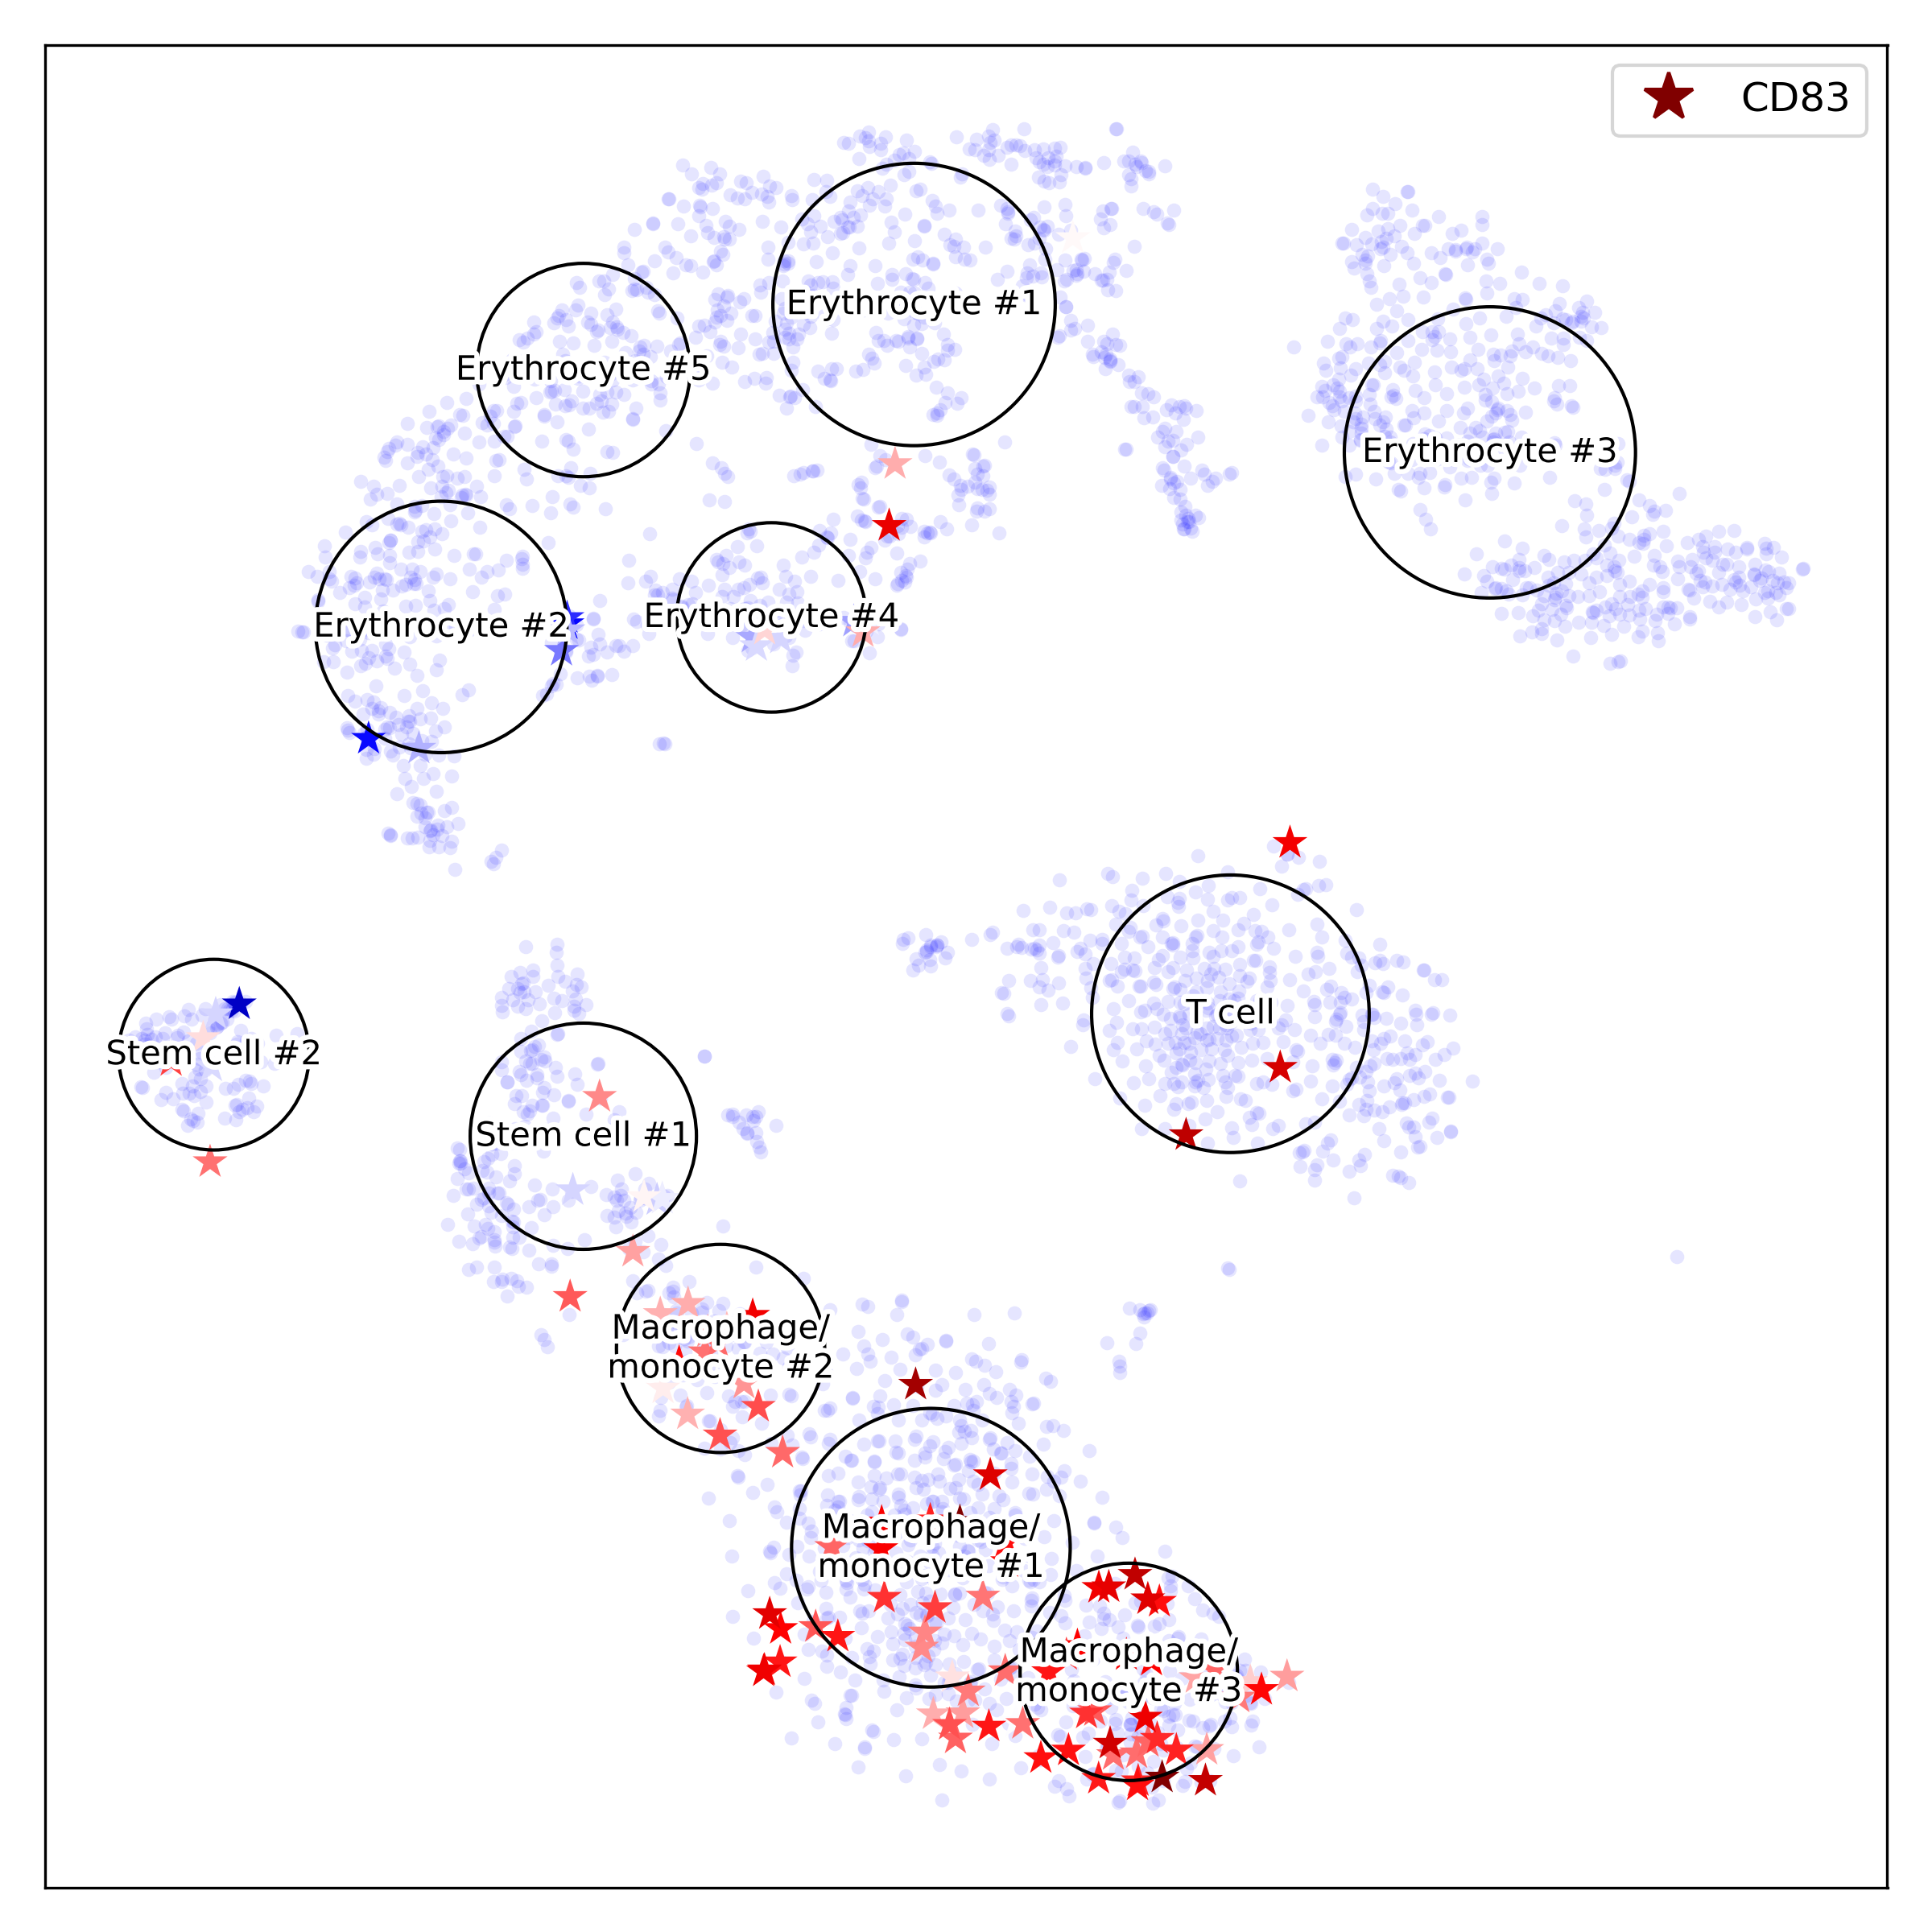 CD83
Erythrocyte #1
Erythrocyte #5
Erythrocyte #3
Erythrocyte #4
Erythrocyte #2
T cell
Stem cell #2
Stem cell #1
Macrophage/
monocyte #2
Macrophage/
monocyte #1
Macrophage/
monocyte #3